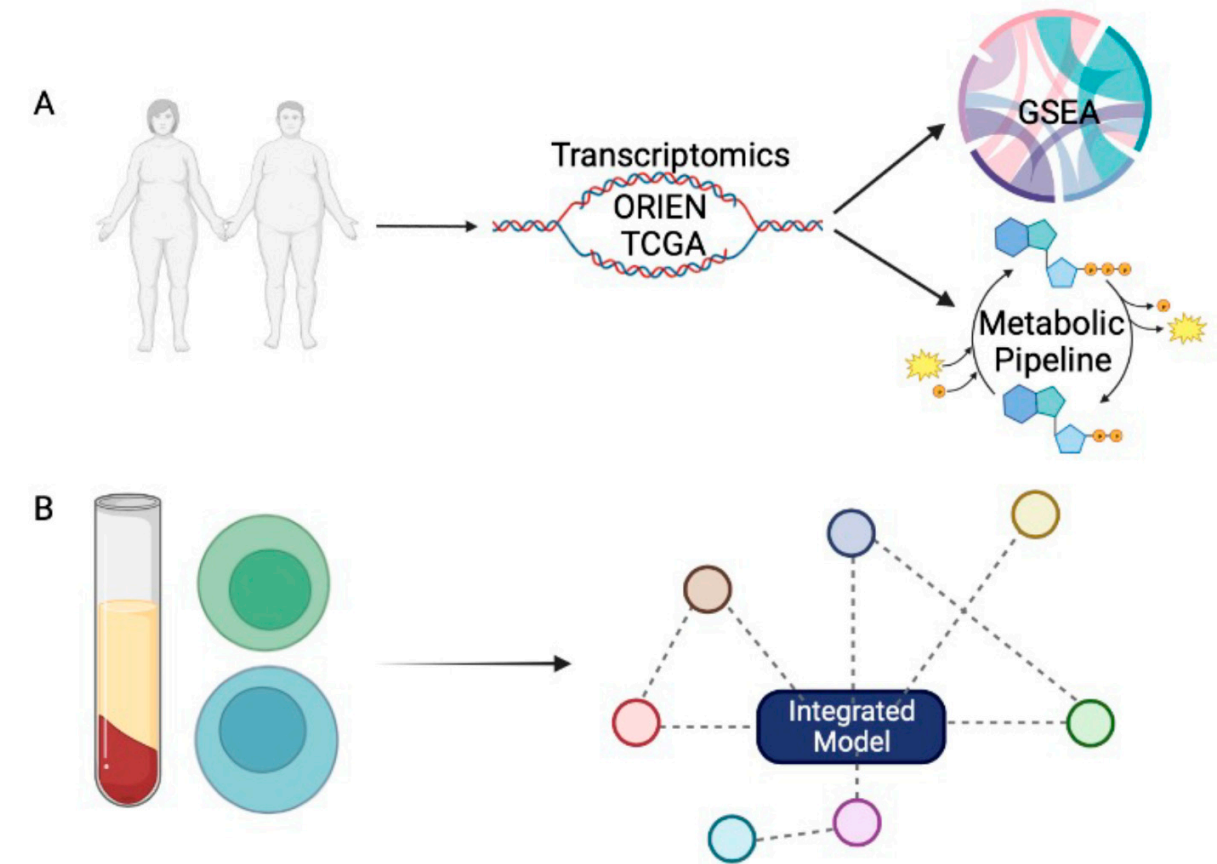 A
Transcriptomics
ORIEN
TCGA
GSEA
Metabolic
Pipeline
B
Integrated
Model